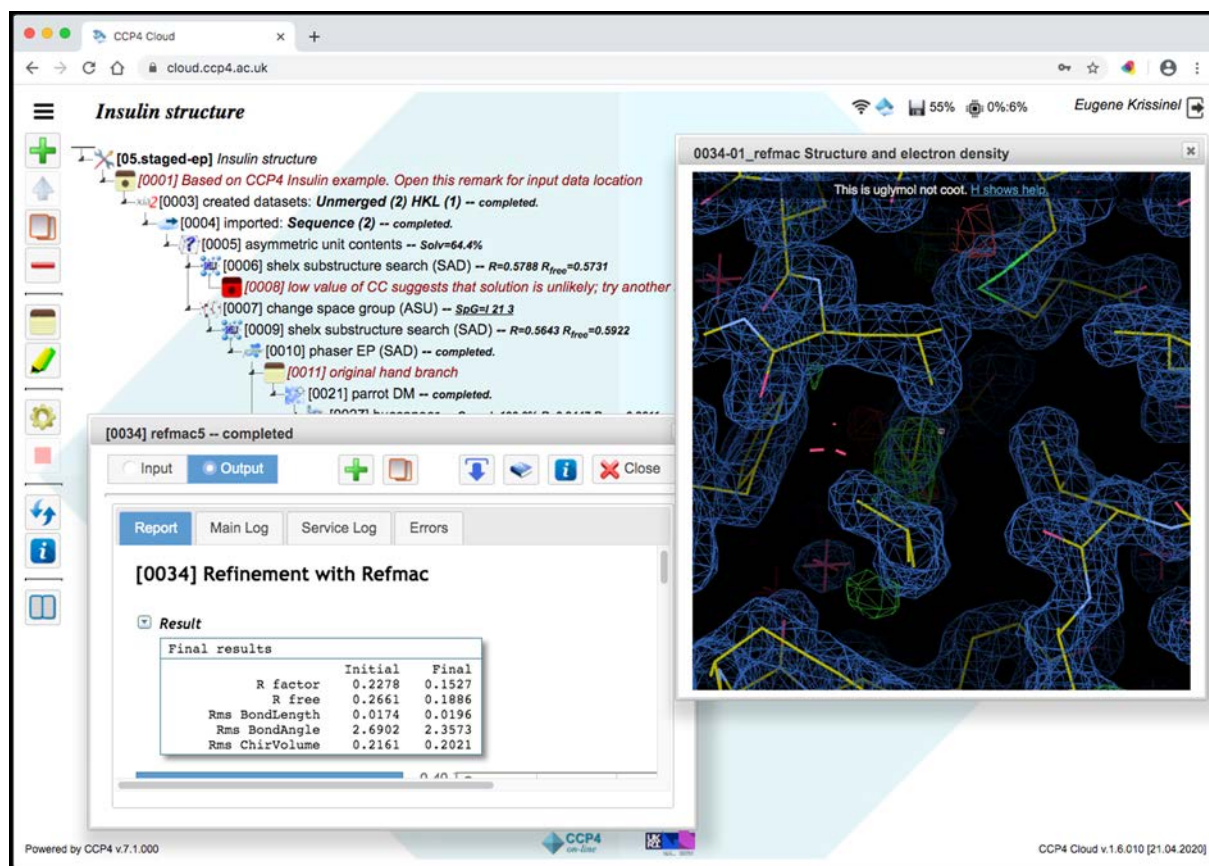 CCP4 Cloud
cloud.ccp4.ac.uk
Insulin structure
55% 0%:6% Eugene Krissinel
[05.staged-ep] Insulin structure
[0001] Based on CCP4 Insulin example. Open this remark for input data location
xia2 [0003] created datasets: Unmerged (2) HKL (1) -- completed.
[0004] imported: Sequence (2) -- completed.
[0005] asymmetric unit contents -- Solv=64.4%
[0006] shelx substructure search (SAD) -- R=0.5788 Rfree=0.5731
[0008] low value of CC suggests that solution is unlikely; try another
[0007] change space group (ASU) -- SpG=I 21 3
[0009] shelx substructure search (SAD) -- R=0.5643 Rfree=0.5922
[0010] phaser EP (SAD) -- completed.
[0011] original hand branch
[0021] parrot DM -- completed.
[0034] refmac5 -- completed
Input Output Close
Report Main Log Service Log Errors
[0034] Refinement with Refmac
Result
Final results
Initial Final
R factor 0.2278 0.1527
R free 0.2661 0.1886
Rms BondLength 0.0174 0.0196
Rms BondAngle 2.6902 2.3573
Rms ChirVolume 0.2161 0.2021
0034-01_refmac Structure and electron density
This is uglymol not coot. H shows help.
Powered by CCP4 v.7.1.000
CCP4
on-line
CCP4 Cloud v.1.6.010 [21.04.2020]